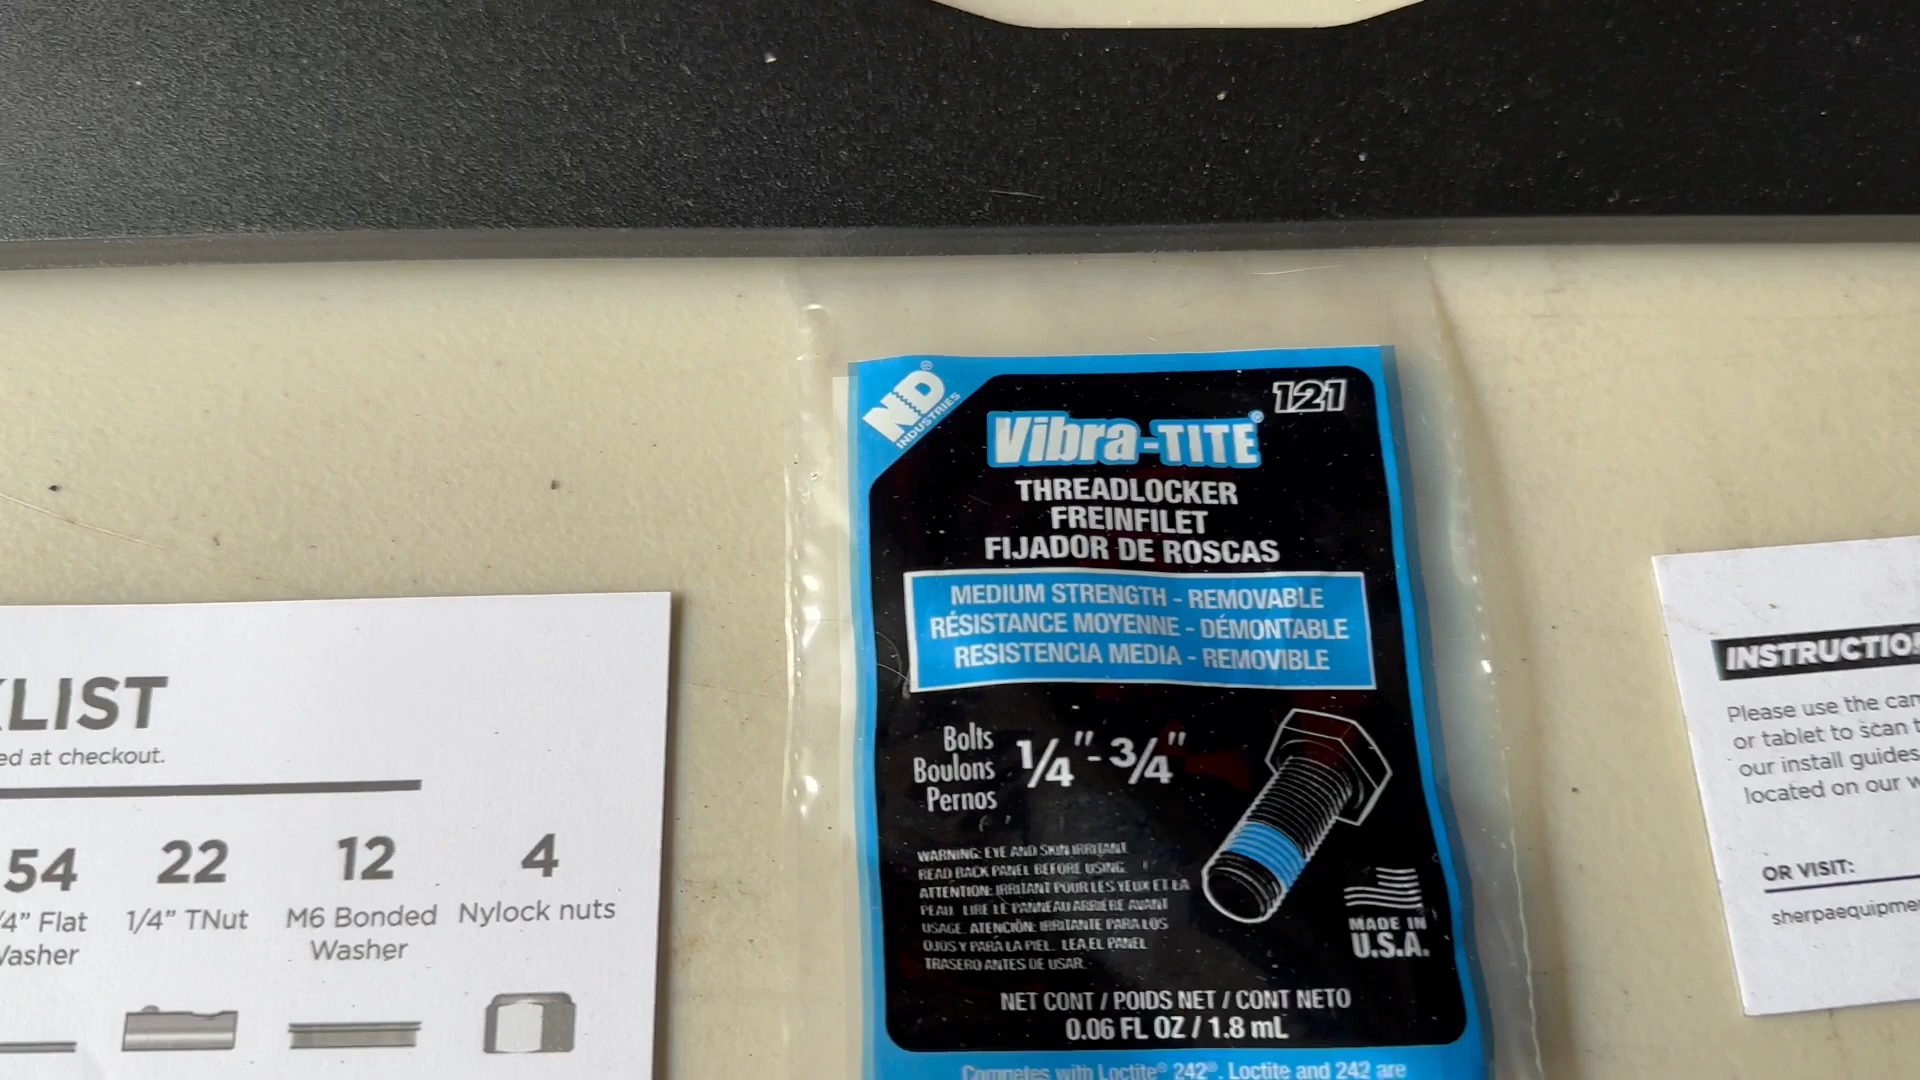 LIST
ed at checkout.
54
22
12
4
/4” Flat
1/4” TNut
M6 Bonded
Nylock nuts
Washer
ND
INDUSTRIES
121
Vibra-TITE®
THREADLOCKER
FREINFILET
FIJADOR DE ROSCAS
MEDIUM STRENGTH - REMOVABLE
RÉSISTANCE MOYENNE - DÉMONTABLE
RESISTENCIA MEDIA - REMOVIBLE
Bolts
Boulons
Pernos
1/4" - 3/4"
WARNING: EYE AND SKIN IRRITANT
READ BACK PANEL BEFORE USING.
ATTENTION: IRRITANT POUR LES YEUX ET LA
PEAU. LIRE LE PANNEAU ARRIÈRE AVANT
USAGE. ATENCIÓN: IRRITANTE PARA LOS
OJOS Y PARA LA PIEL. LEA EL PANEL
TRASERO ANTES DE USAR.
MADE IN
U.S.A.
NET CONT / POIDS NET / CONT NETO
0.06 FL OZ / 1.8 mL
Competes with Loctite® 242®. Loctite and 242 are
INSTRUCTIO
Please use the
or tablet to scan
our install guides
located on our
OR VISIT:
sherpaequipme